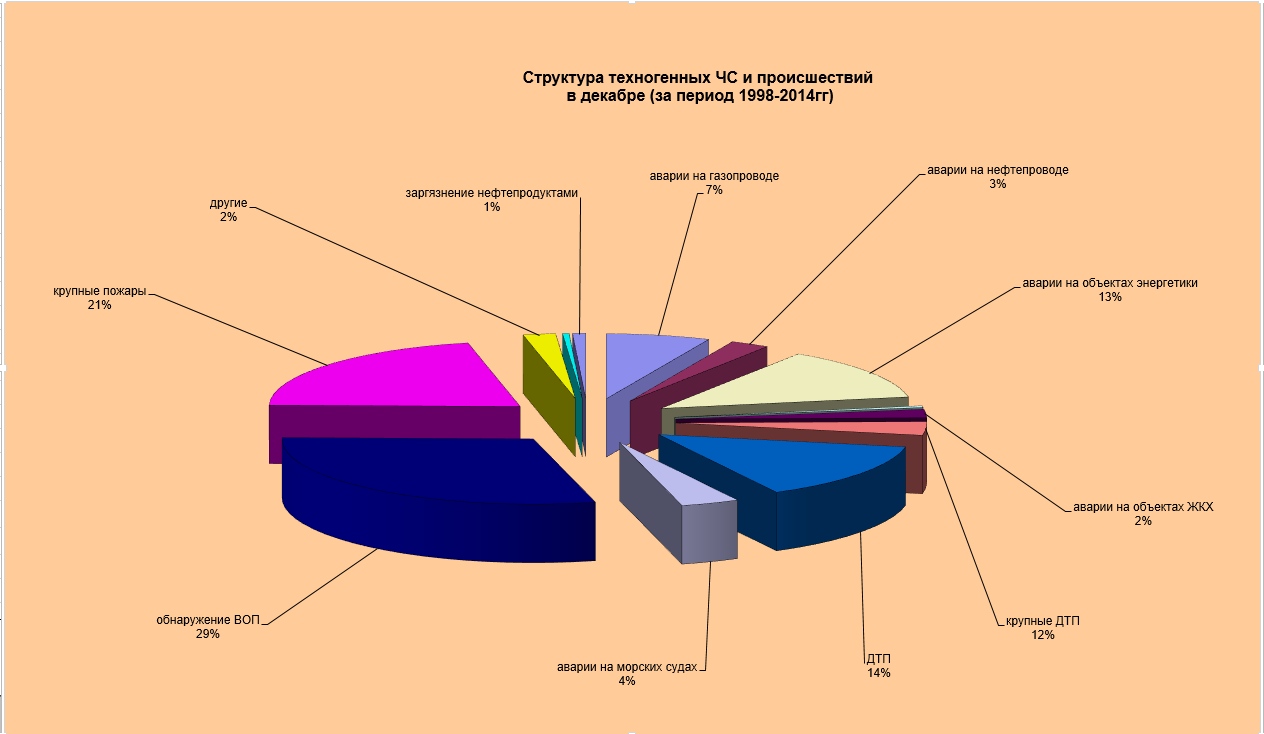 Структура техногенных ЧС и происшествий
в декабре (за период 1998-2014гг)
аварии на газопроводе
7%
аварии на нефтепроводе
3%
заргязнение нефтепродуктами
1%
другие
2%
аварии на объектах энергетики
13%
крупные пожары
21%
аварии на объектах ЖКХ
2%
обнаружение ВОП
29%
крупные ДТП
12%
аварии на морских судах
4%
ДТП
14%